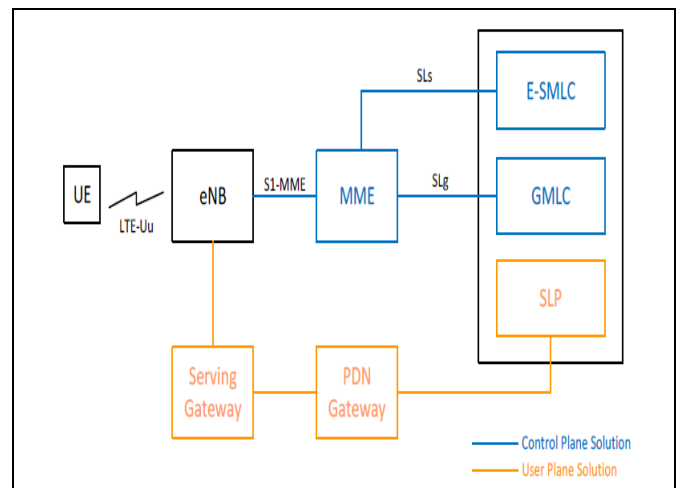 SLs
E-SMLC
UE
LTE-Uu
eNB
S1-MME
MME
SLg
GMLC
SLP
Serving
Gateway
PDN
Gateway
Control Plane Solution
User Plane Solution